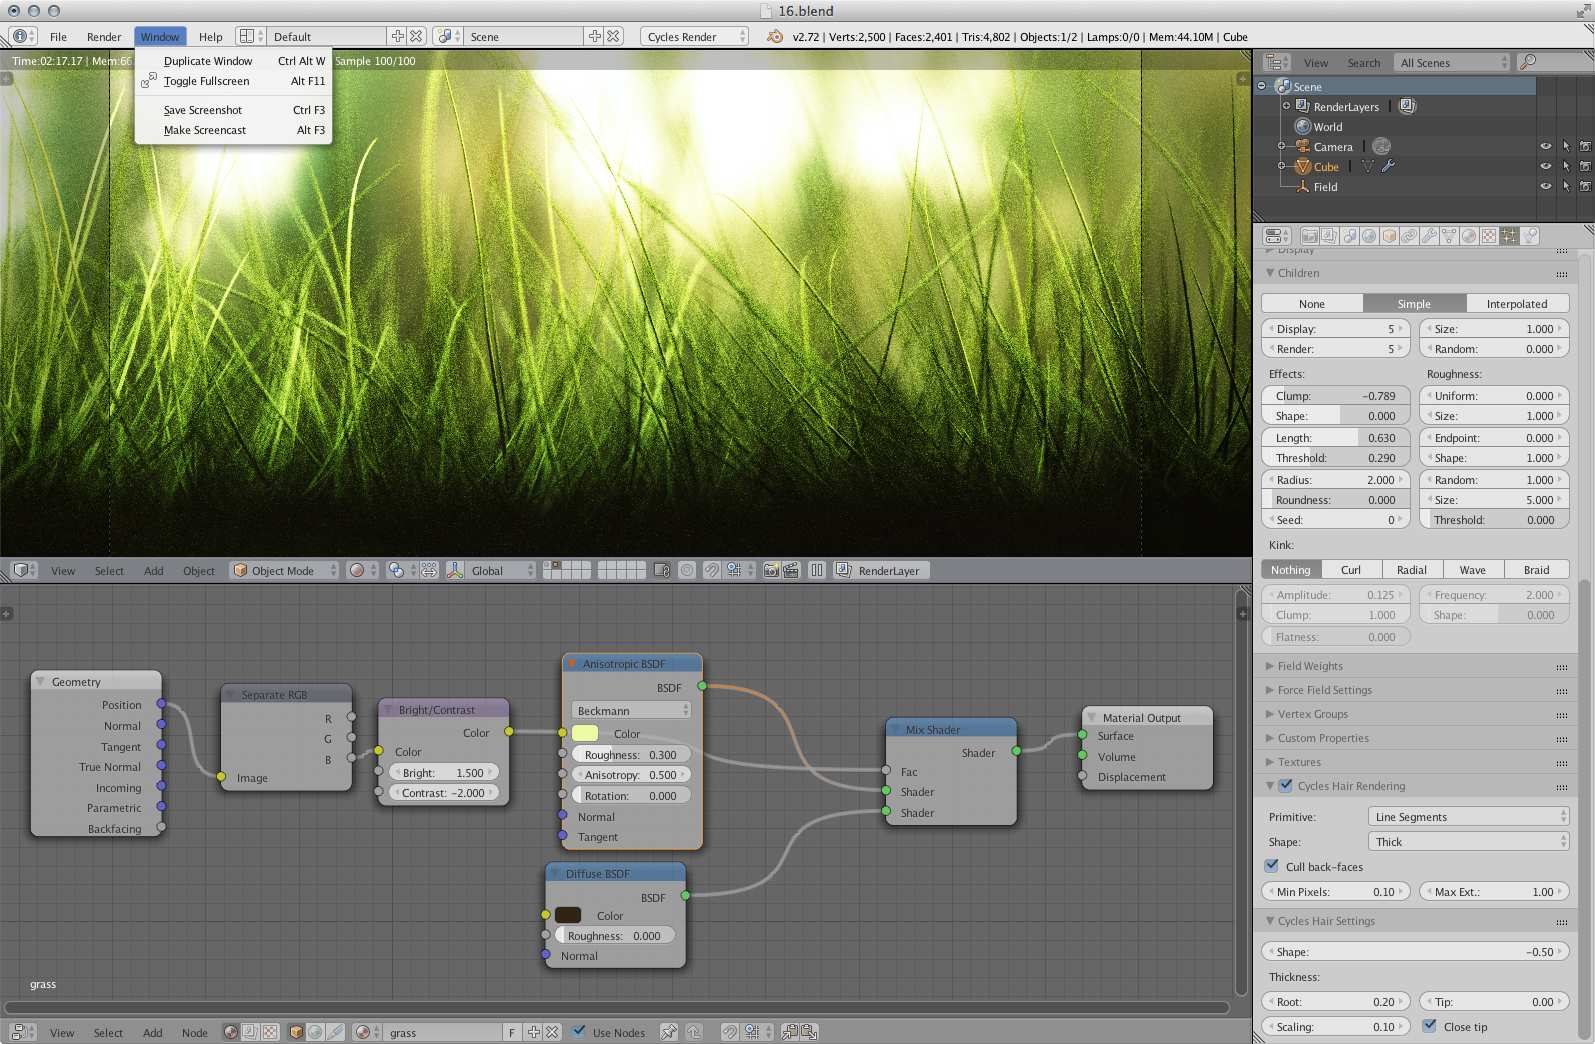 16.blend
File Render Window Help Default Scene Cycles Render v2.72 | Verts:2,500 | Faces:2,401 | Tris:4,802 | Objects:1/2 | Lamps:0/0 | Mem:44.10M | Cube
Time:02:17.17 | Mem:66 Sample 100/100
Duplicate Window Ctrl Alt W
Toggle Fullscreen Alt F11
Save Screenshot Ctrl F3
Make Screencast Alt F3
View Search All Scenes
Scene
RenderLayers
World
Camera
Cube
Field
Display
Children
None Simple Interpolated
Display: 5 Size: 1.000
Render: 5 Random: 0.000
Effects: Roughness:
Clump: -0.789 Uniform: 0.000
Shape: 0.000 Size: 1.000
Length: 0.630 Endpoint: 0.000
Threshold: 0.290 Shape: 1.000
Radius: 2.000 Random: 1.000
Roundness: 0.000 Size: 5.000
Seed: 0 Threshold: 0.000
Kink:
Nothing Curl Radial Wave Braid
Amplitude: 0.125 Frequency: 2.000
Clump: 1.000 Shape: 0.000
Flatness: 0.000
Field Weights
Force Field Settings
Vertex Groups
Custom Properties
Textures
Cycles Hair Rendering
Primitive: Line Segments
Shape: Thick
Cull back-faces
Min Pixels: 0.10 Max Ext.: 1.00
Cycles Hair Settings
Shape: -0.50
Thickness:
Root: 0.20 Tip: 0.00
Scaling: 0.10 Close tip
View Select Add Object Object Mode Global RenderLayer
Geometry
Position
Normal
Tangent
True Normal
Incoming
Parametric
Backfacing
Separate RGB
R
G
B
Image
Bright/Contrast
Color
Color
Bright: 1.500
Contrast: -2.000
Anisotropic BSDF
BSDF
Beckmann
Color
Roughness: 0.300
Anisotropy: 0.500
Rotation: 0.000
Normal
Tangent
Diffuse BSDF
BSDF
Color
Roughness: 0.000
Normal
Mix Shader
Shader
Fac
Shader
Shader
Material Output
Surface
Volume
Displacement
grass
View Select Add Node grass F Use Nodes